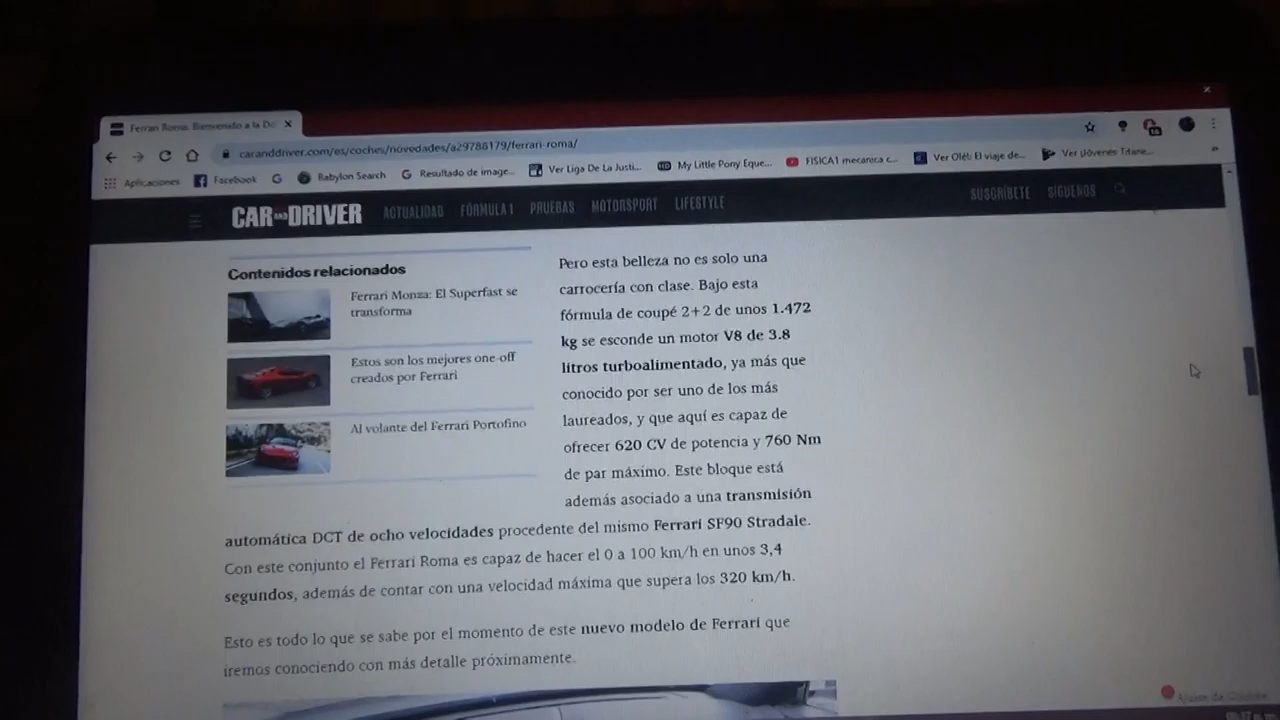 Ferrari Roma: Bienvenido a la Do
caranddriver.com/es/coches/novedades/a29788179/ferrari-roma/
Aplicaciones Facebook Babylon Search Resultado de image... Ver Liga De La Justi... My Little Pony Eque... FISICA1 mecanica c... Ver Olé!: El viaje de... Ver ¡Jóvenes Titane...
CAR AND DRIVER ACTUALIDAD FÓRMULA 1 PRUEBAS MOTORSPORT LIFESTYLE SUSCRÍBETE SÍGUENOS
Contenidos relacionados
Ferrari Monza: El Superfast se
transforma
Estos son los mejores one-off
creados por Ferrari
Al volante del Ferrari Portofino
Pero esta belleza no es solo una
carrocería con clase. Bajo esta
fórmula de coupé 2+2 de unos 1.472
kg se esconde un motor V8 de 3.8
litros turboalimentado, ya más que
conocido por ser uno de los más
laureados, y que aquí es capaz de
ofrecer 620 CV de potencia y 760 Nm
de par máximo. Este bloque está
además asociado a una transmisión
automática DCT de ocho velocidades procedente del mismo Ferrari SF90 Stradale.
Con este conjunto el Ferrari Roma es capaz de hacer el 0 a 100 km/h en unos 3,4
segundos, además de contar con una velocidad máxima que supera los 320 km/h.
Esto es todo lo que se sabe por el momento de este nuevo modelo de Ferrari que
iremos conociendo con más detalle próximamente.